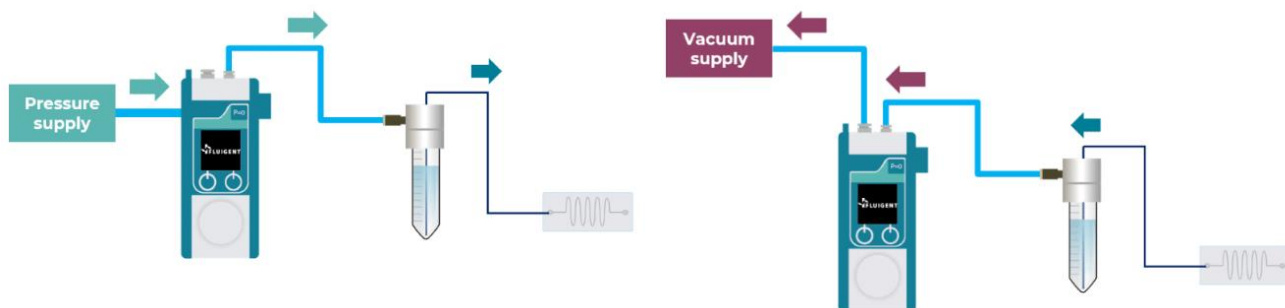 Pressure
supply
P>O
FLUIGENT
Vacuum
supply
P>O
FLUIGENT